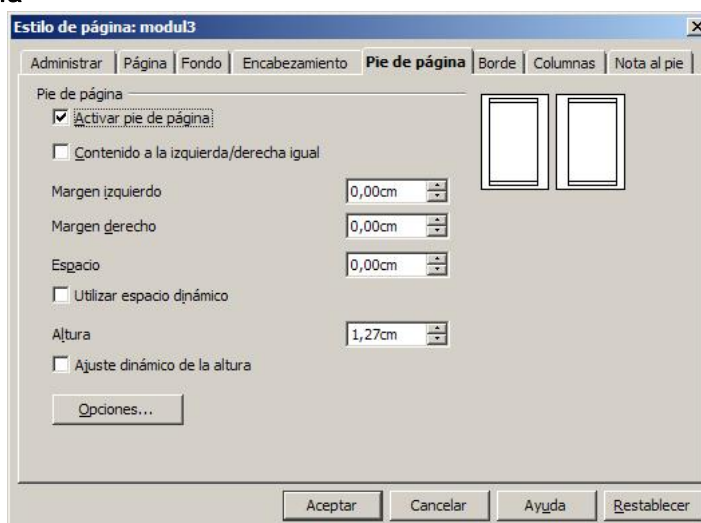 Estilo de página: modul3
Administrar Página Fondo Encabezamiento Pie de página Borde Columnas Nota al pie
Pie de página
Activar pie de página
Contenido a la izquierda/derecha igual
Margen izquierdo 0,00cm
Margen derecho 0,00cm
Espacio 0,00cm
Utilizar espacio dinámico
Altura 1,27cm
Ajuste dinámico de la altura
Opciones...
Aceptar Cancelar Ayuda Restablecer